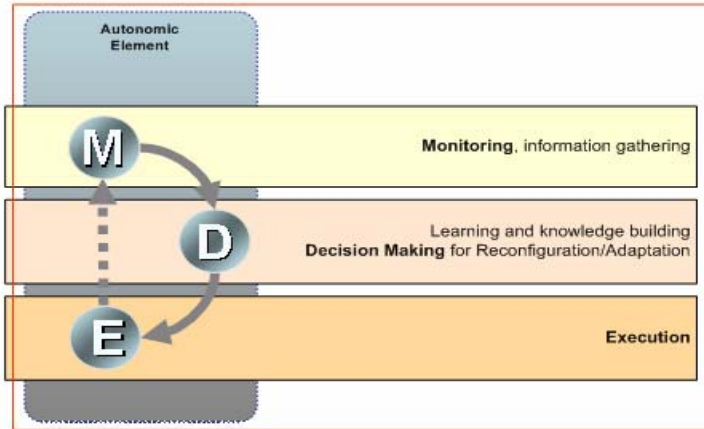 Autonomic
Element
M
Monitoring, information gathering
Learning and knowledge building
D
Decision Making for Reconfiguration/Adaptation
E
Execution